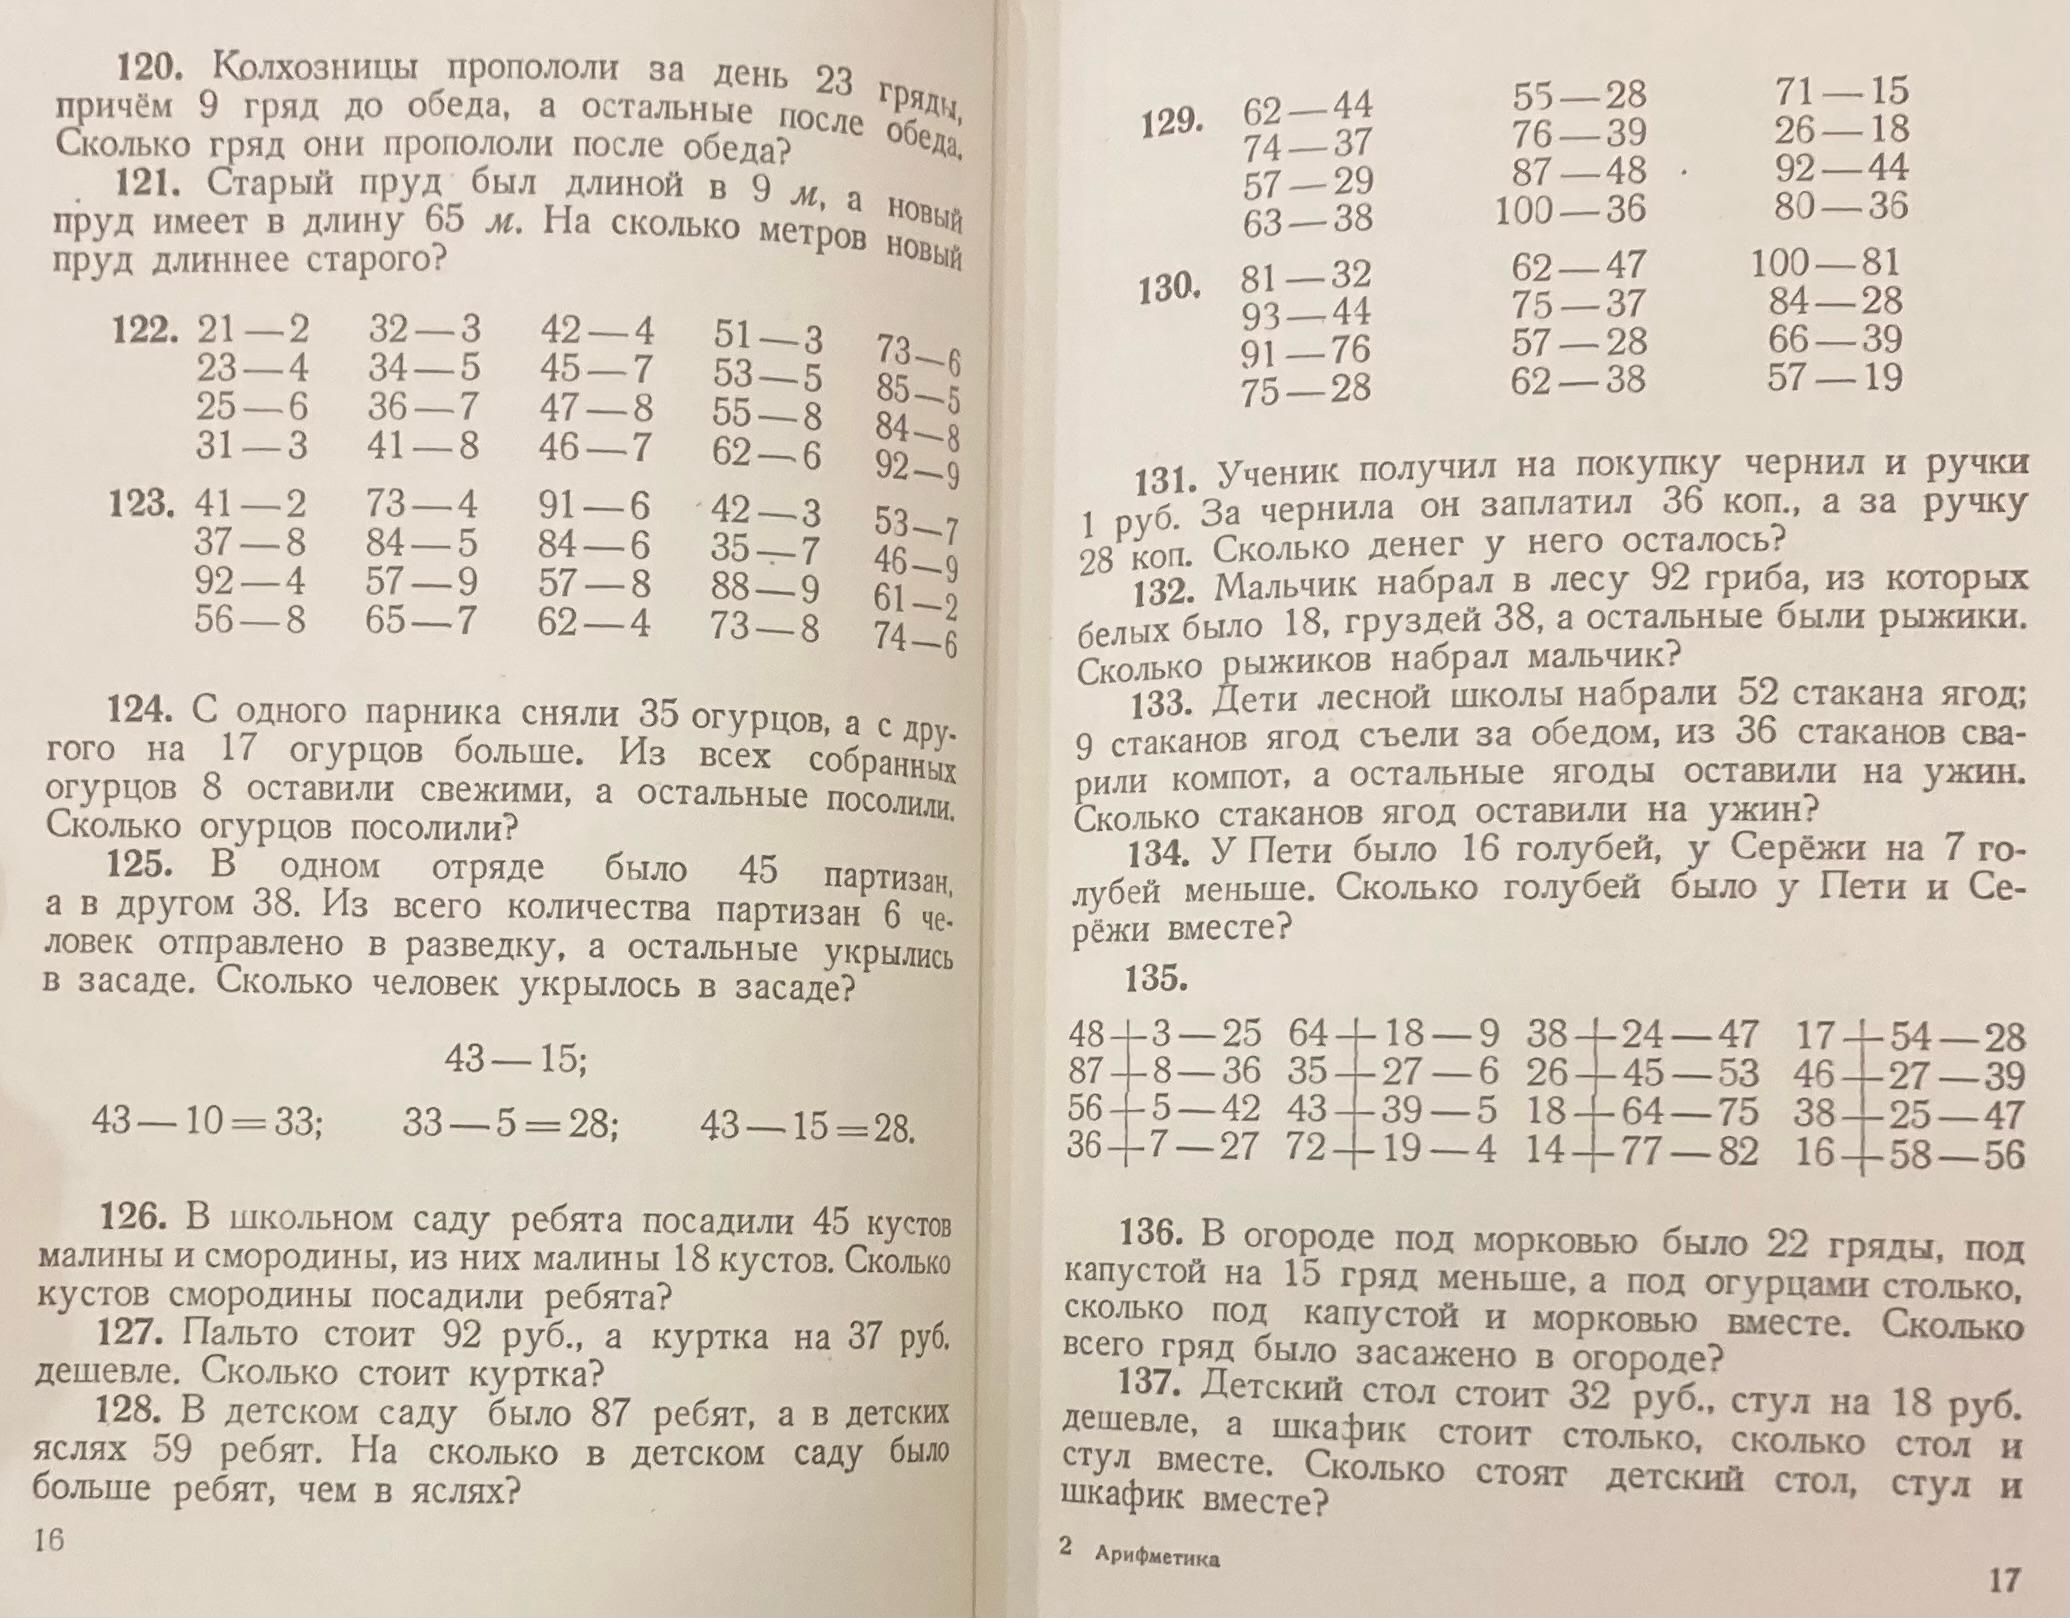 120. Колхозницы пропололи за день 23 гряды,
причём 9 гряд до обеда, а остальные после обеда.
Сколько гряд они пропололи после обеда?
121. Старый пруд был длиной в 9 м, а новый
пруд имеет в длину 65 м. На сколько метров новый
пруд длиннее старого?
122. 21—2 32—3 42—4 51—3 73—6
23—4 34—5 45—7 53—5 85—5
25—6 36—7 47—8 55—8 84—8
31—3 41—8 46—7 62—6 92—9
123. 41—2 73—4 91—6 42—3 53—7
37—8 84—5 84—6 35—7 46—9
92—4 57—9 57—8 88—9 61—2
56—8 65—7 62—4 73—8 74—6
124. С одного парника сняли 35 огурцов, а с дру-
гого на 17 огурцов больше. Из всех собранных
огурцов 8 оставили свежими, а остальные посолили.
Сколько огурцов посолили?
125. В одном отряде было 45 партизан,
а в другом 38. Из всего количества партизан 6 че-
ловек отправлено в разведку, а остальные укрылись
в засаде. Сколько человек укрылось в засаде?
43—15;
43—10=33; 33—5=28; 43—15=28.
126. В школьном саду ребята посадили 45 кустов
малины и смородины, из них малины 18 кустов. Сколько
кустов смородины посадили ребята?
127. Пальто стоит 92 руб., а куртка на 37 руб.
дешевле. Сколько стоит куртка?
128. В детском саду было 87 ребят, а в детских
яслях 59 ребят. На сколько в детском саду было
больше ребят, чем в яслях?
16
129. 62—44 55—28 71—15
74—37 76—39 26—18
57—29 87—48 92—44
63—38 100—36 80—36
130. 81—32 62—47 100—81
93—44 75—37 84—28
91—76 57—28 66—39
75—28 62—38 57—19
131. Ученик получил на покупку чернил и ручки
1 руб. За чернила он заплатил 36 коп., а за ручку
28 коп. Сколько денег у него осталось?
132. Мальчик набрал в лесу 92 гриба, из которых
белых было 18, груздей 38, а остальные были рыжики.
Сколько рыжиков набрал мальчик?
133. Дети лесной школы набрали 52 стакана ягод;
9 стаканов ягод съели за обедом, из 36 стаканов сва-
рили компот, а остальные ягоды оставили на ужин.
Сколько стаканов ягод оставили на ужин?
134. У Пети было 16 голубей, у Серёжи на 7 го-
лубей меньше. Сколько голубей было у Пети и Се-
рёжи вместе?
135.
48+3—25 64+18—9 38+24—47 17+54—28
87+8—36 35+27—6 26+45—53 46+27—39
56+5—42 43+39—5 18+64—75 38+25—47
36+7—27 72+19—4 14+77—82 16+58—56
136. В огороде под морковью было 22 гряды, под
капустой на 15 гряд меньше, а под огурцами столько,
сколько под капустой и морковью вместе. Сколько
всего гряд было засажено в огороде?
137. Детский стол стоит 32 руб., стул на 18 руб.
дешевле, а шкафик стоит столько, сколько стол и
стул вместе. Сколько стоят детский стол, стул и
шкафик вместе?
2 Арифметика
17